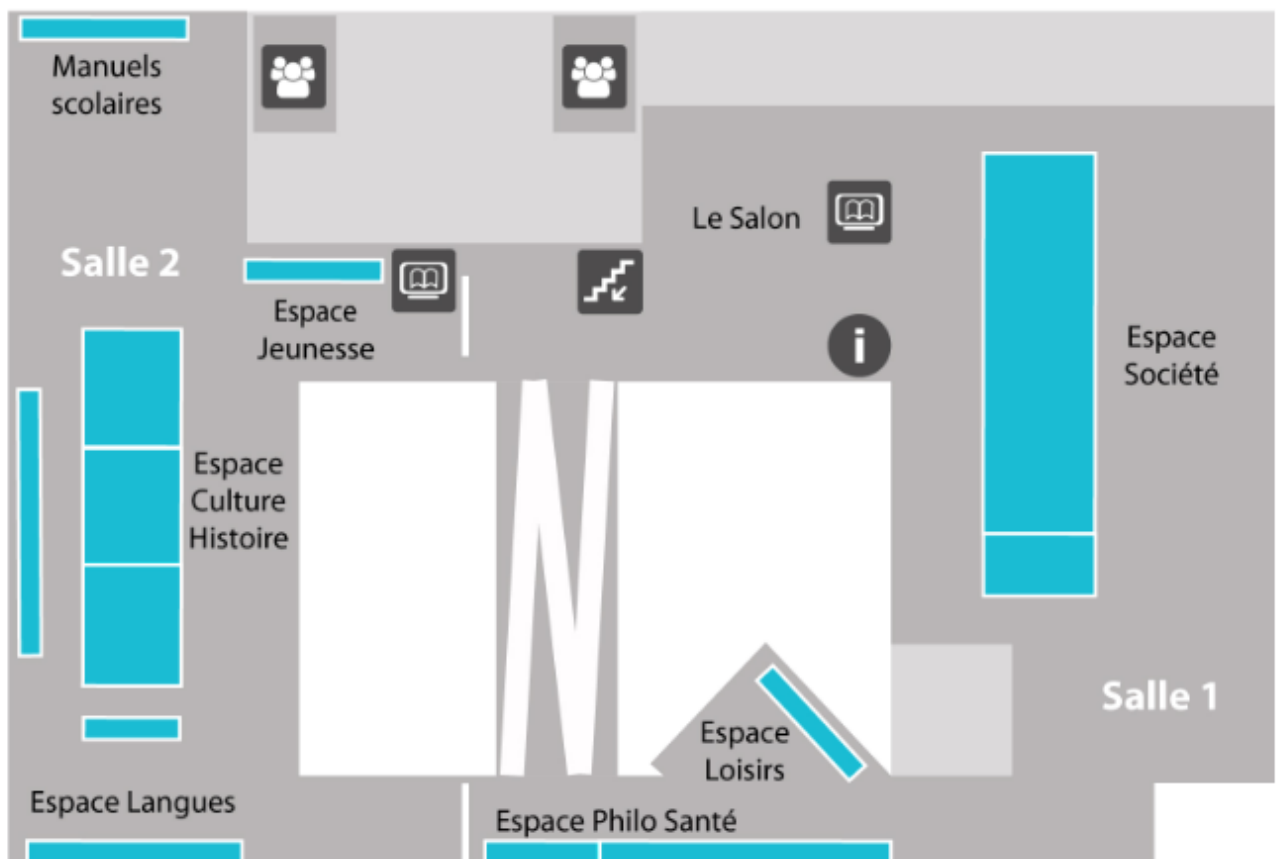 Manuels
scolaires
Le Salon
Salle 2
Espace
Jeunesse
i
Espace
Société
Espace
Culture
Histoire
Salle 1
Espace
Loisirs
Espace Langues
Espace Philo Santé